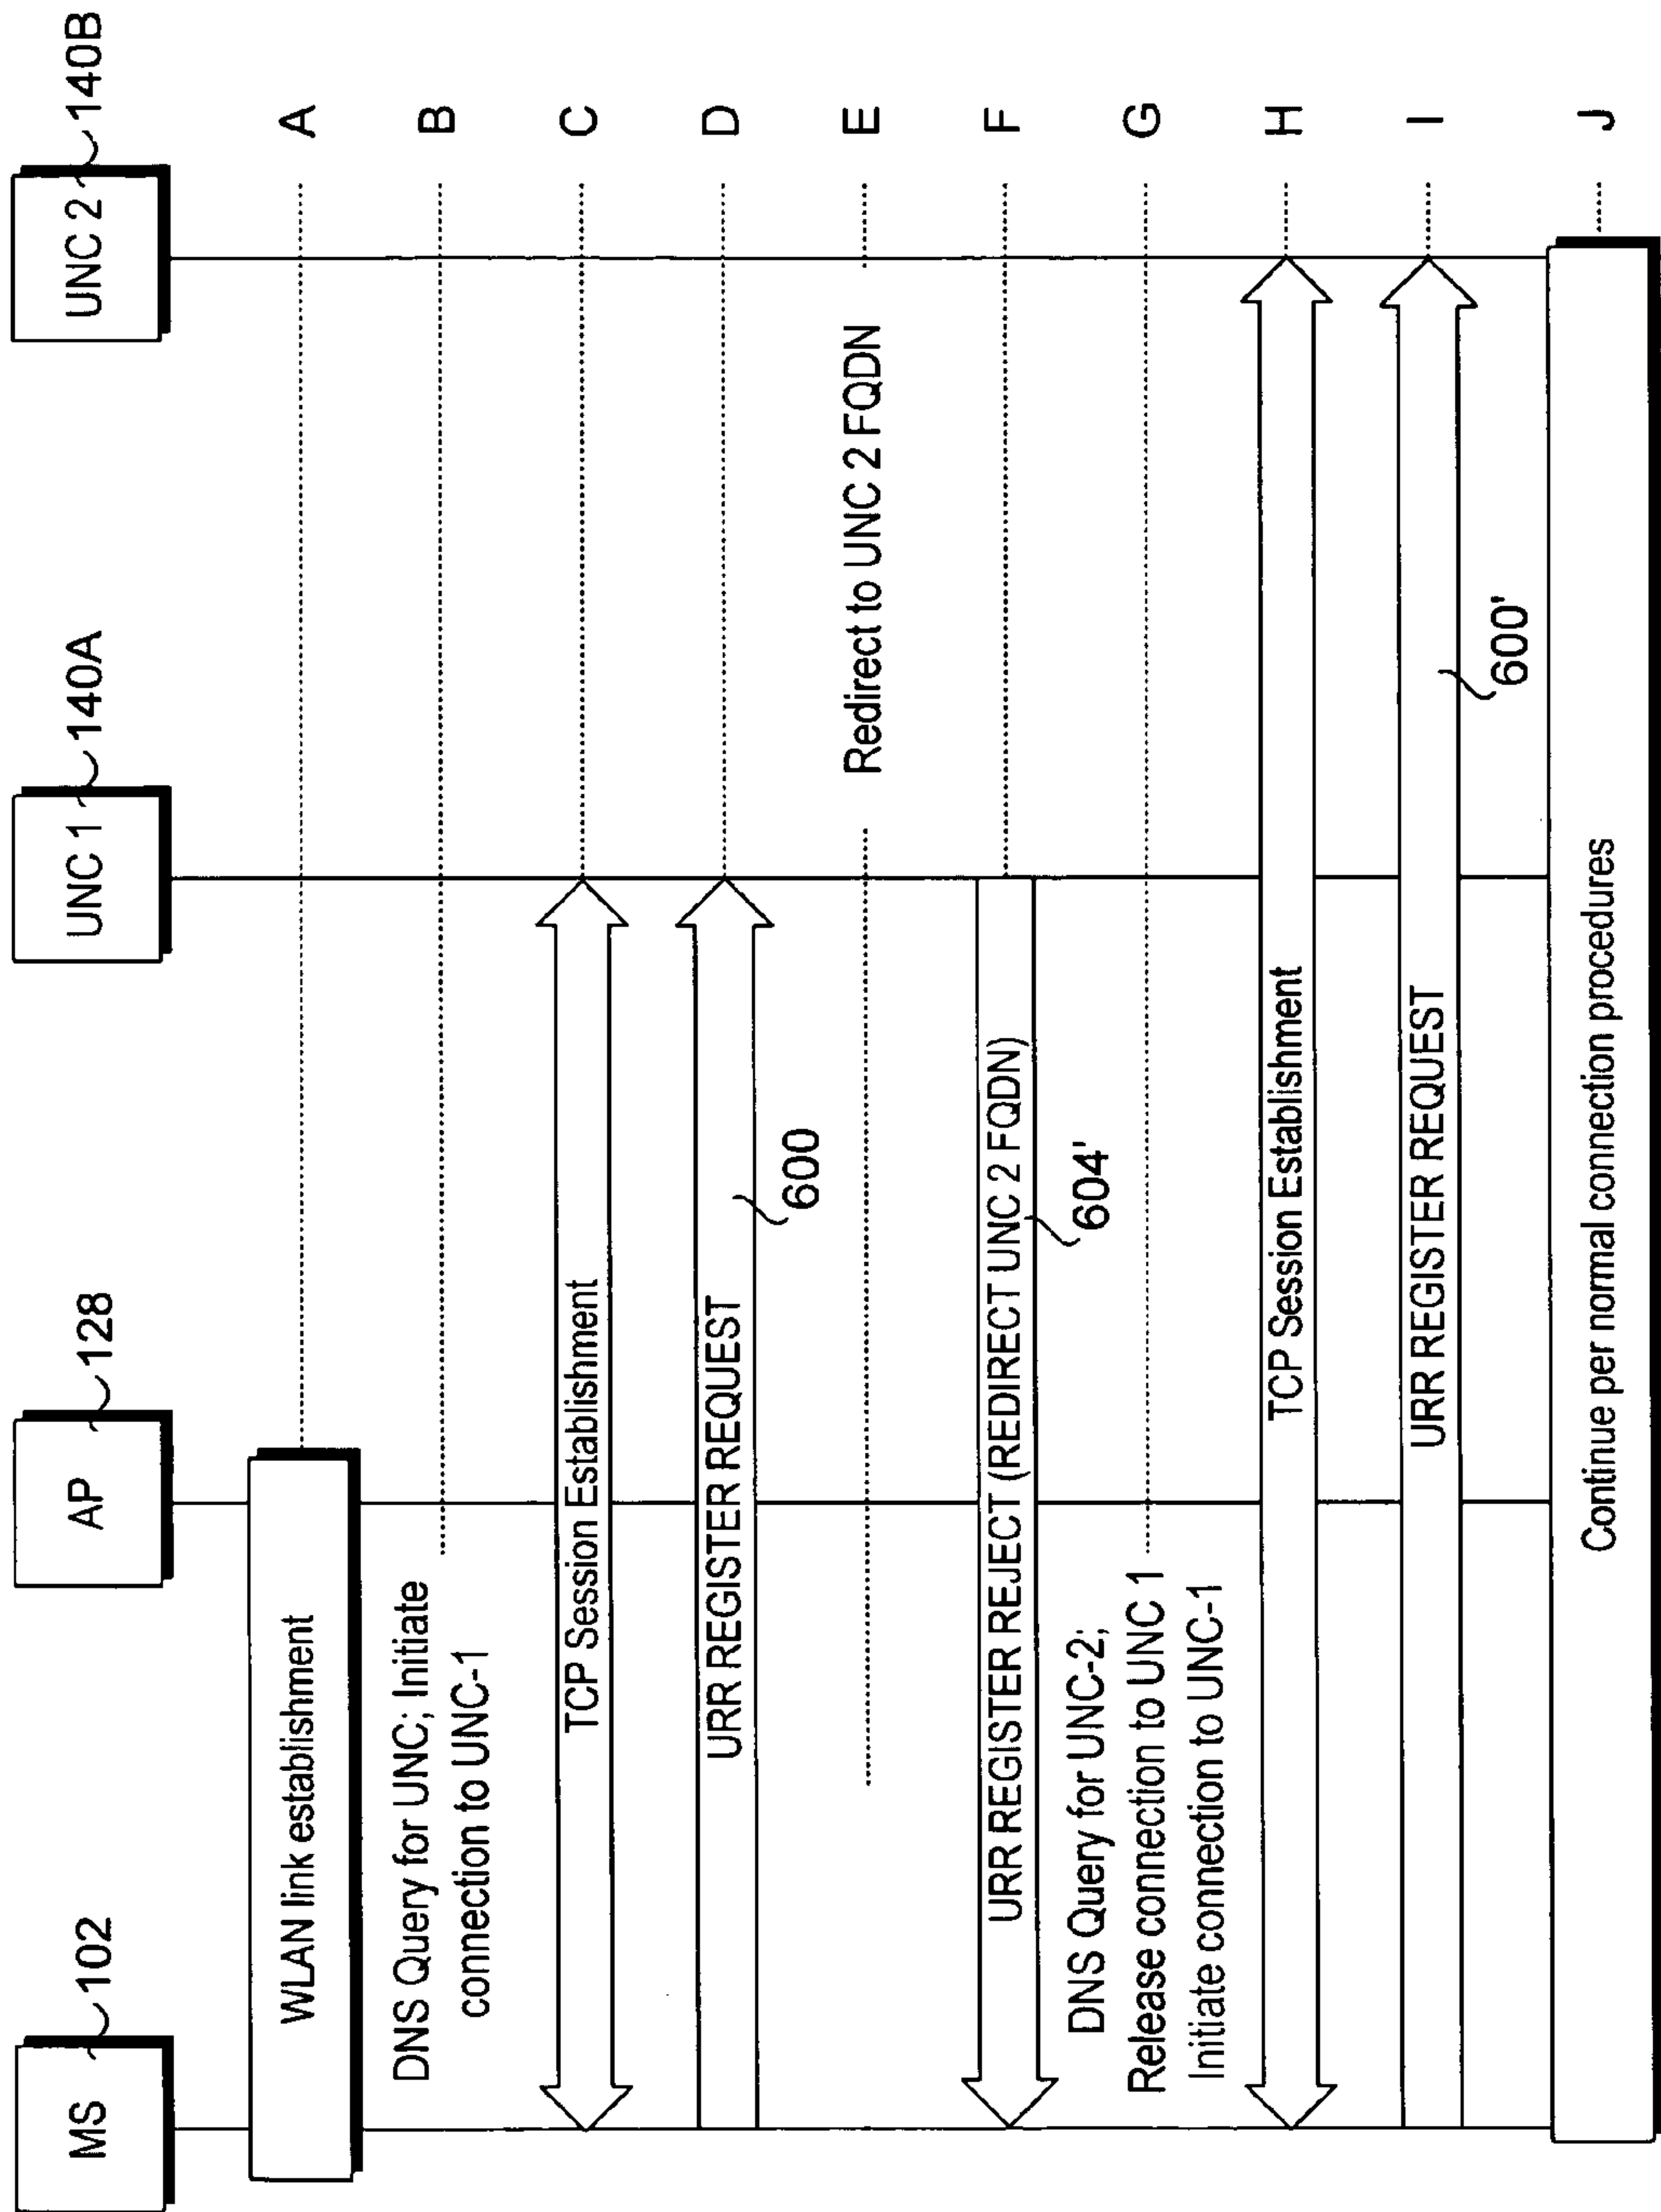 MS 102
AP 128
UNC 1 140A
UNC 2 140B
WLAN link establishment
A
DNS Query for UNC; Initiate
connection to UNC-1
B
TCP Session Establishment
C
URR REGISTER REQUEST
600
D
Redirect to UNC 2 FQDN
E
URR REGISTER REJECT (REDIRECT UNC 2 FQDN)
604'
F
DNS Query for UNC-2;
Release connection to UNC 1
Initiate connection to UNC-1
G
TCP Session Establishment
H
URR REGISTER REQUEST
600'
I
Continue per normal connection procedures
J